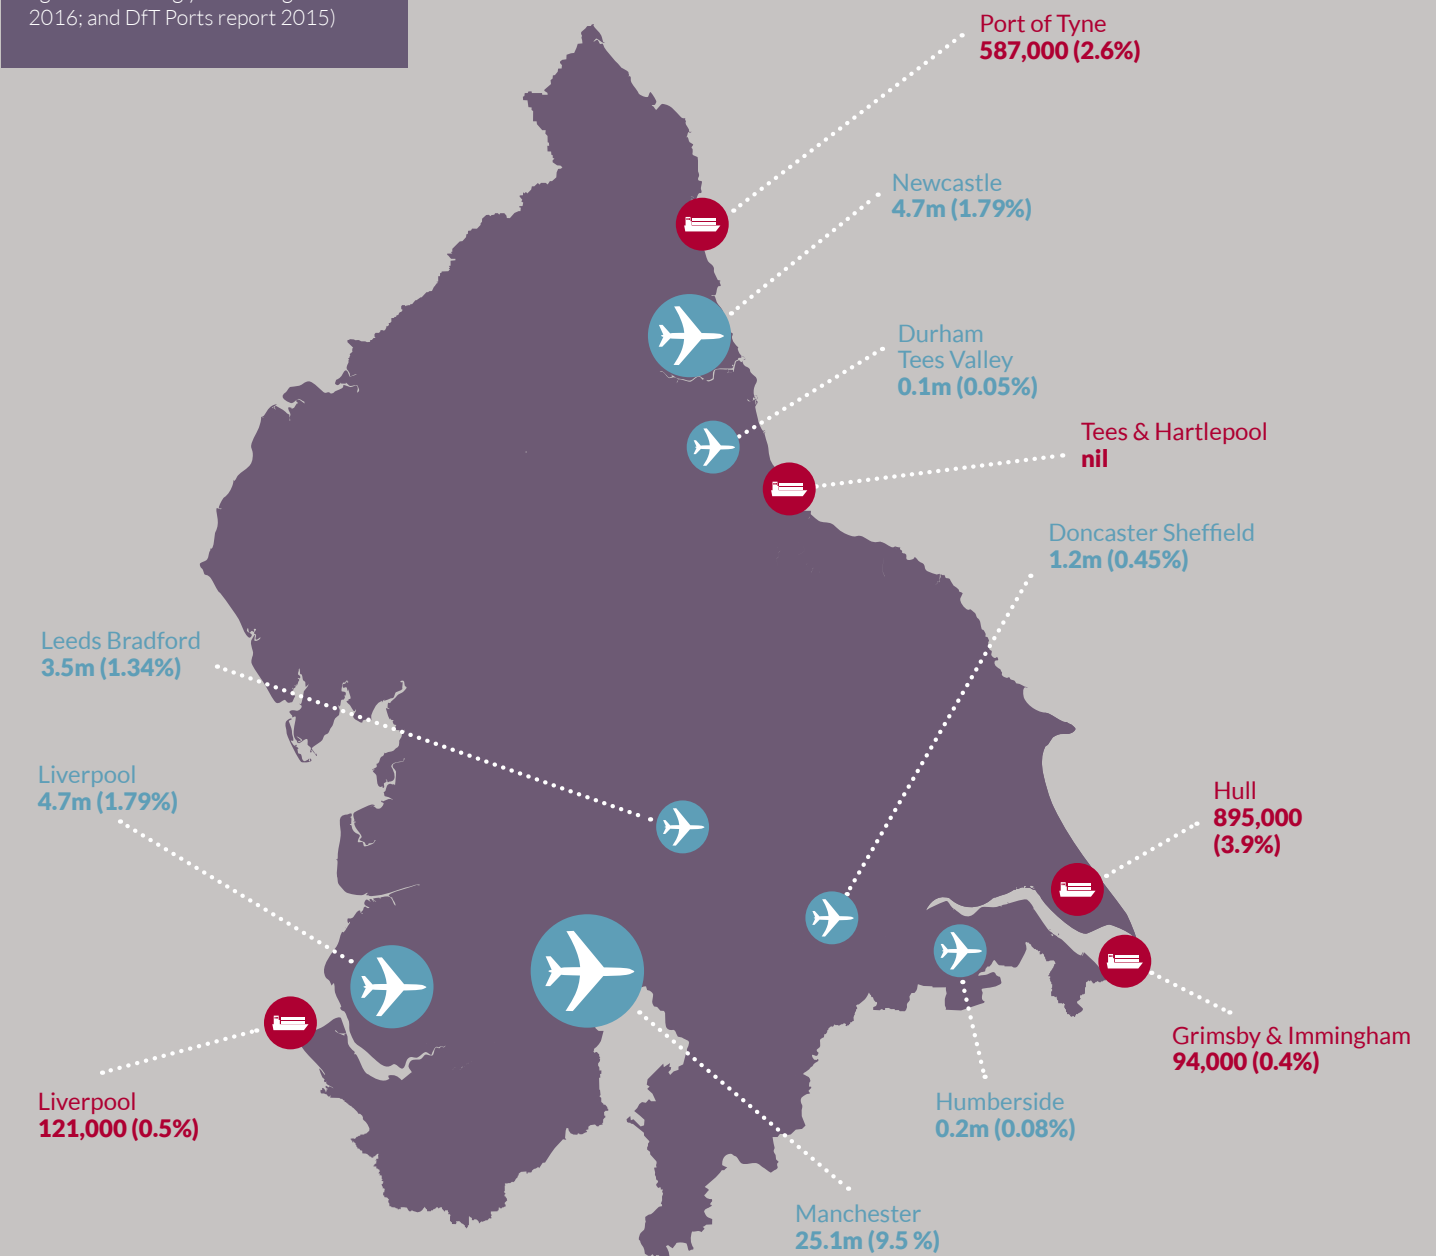 2016; and DfT Ports report 2015)
Port of Tyne
587,000 (2.6%)
Newcastle
4.7m (1.79%)
Durham
Tees Valley
0.1m (0.05%)
Tees & Hartlepool
nil
Doncaster Sheffield
1.2m (0.45%)
Leeds Bradford
3.5m (1.34%)
Liverpool
4.7m (1.79%)
Hull
895,000
(3.9%)
Grimsby & Immingham
94,000 (0.4%)
Liverpool
121,000 (0.5%)
Humberside
0.2m (0.08%)
Manchester
25.1m (9.5 %)